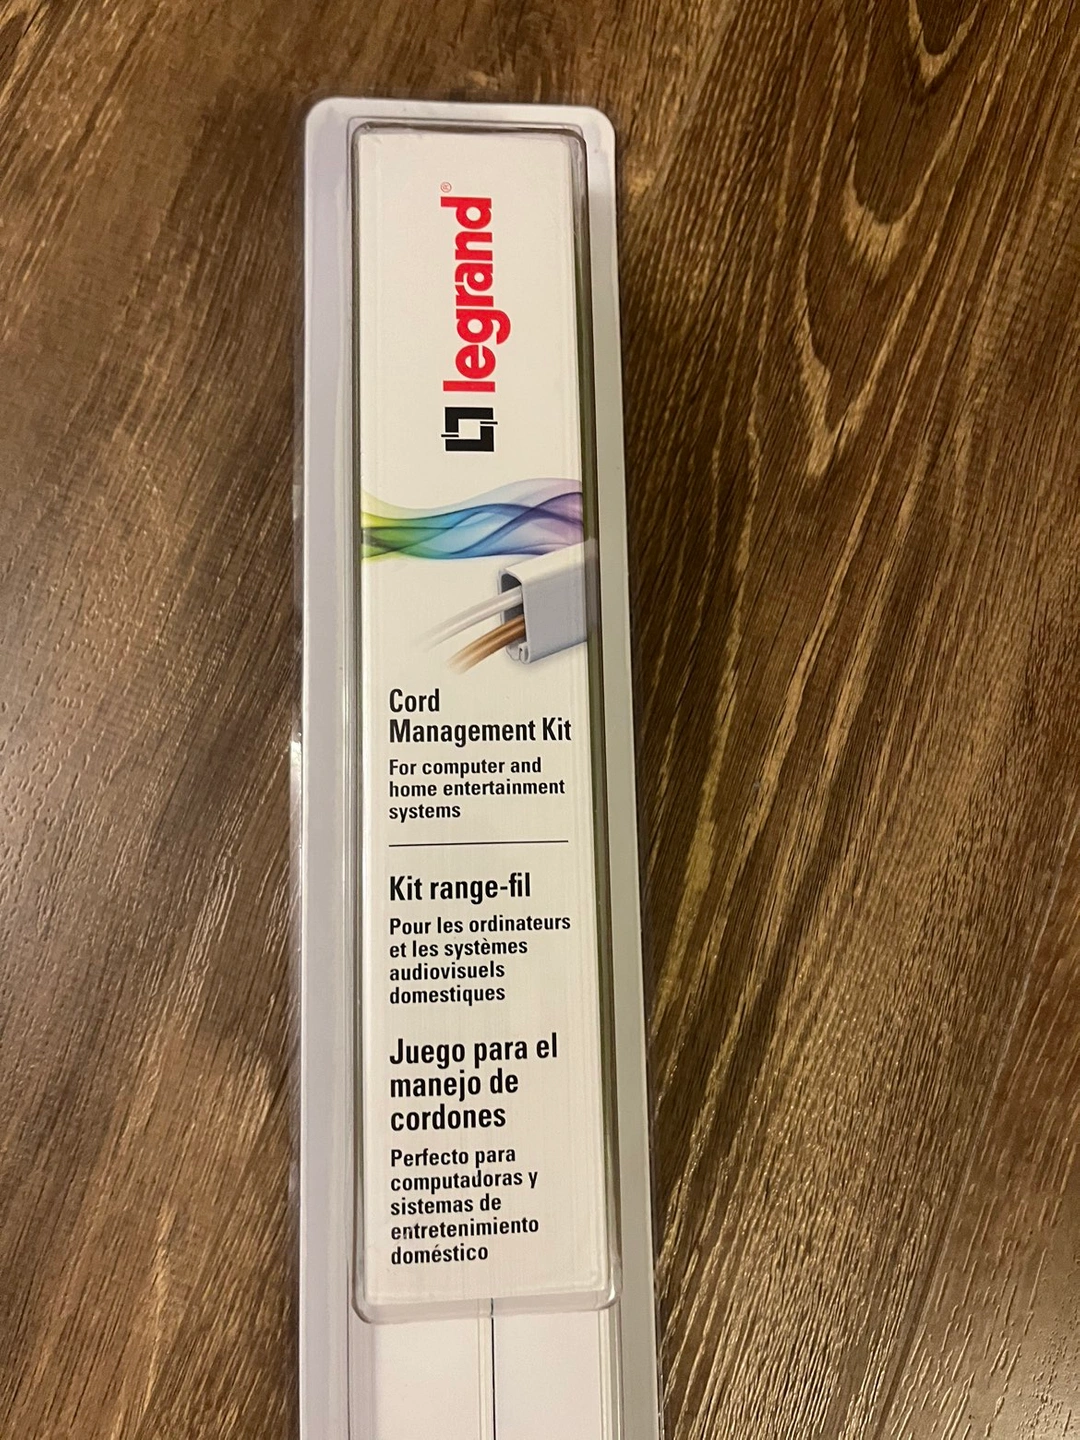 legrand®
Cord
Management Kit
For computer and
home entertainment
systems
Kit range-fil
Pour les ordinateurs
et les systèmes
audiovisuels
domestiques
Juego para el
manejo de
cordones
Perfecto para
computadoras y
sistemas de
entretenimiento
doméstico